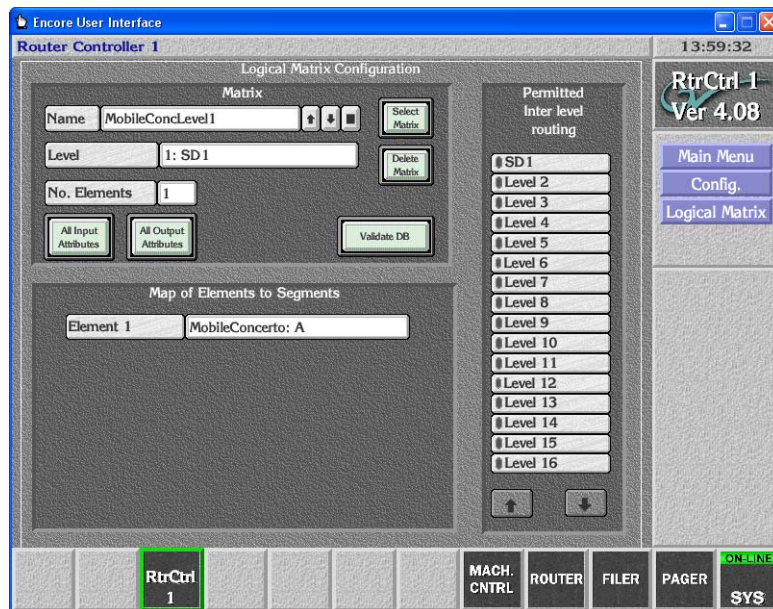 Encore User Interface
Router Controller 1
13:59:32
Logical Matrix Configuration
Matrix
Name
MobileConcLevel1
Select
Matrix
Level
1: SD1
Delete
Matrix
No. Elements
1
All Input
Attributes
All Output
Attributes
Validate DB
Map of Elements to Segments
Element 1
MobileConcerto: A
Permitted
Inter level
routing
SD1
Level 2
Level 3
Level 4
Level 5
Level 6
Level 7
Level 8
Level 9
Level 10
Level 11
Level 12
Level 13
Level 14
Level 15
Level 16
RtrCtrl-1
Ver 4.08
Main Menu
Config.
Logical Matrix
RtrCtrl
1
MACH.
CNTRL
ROUTER
FILER
PAGER
ON-LINE
SYS